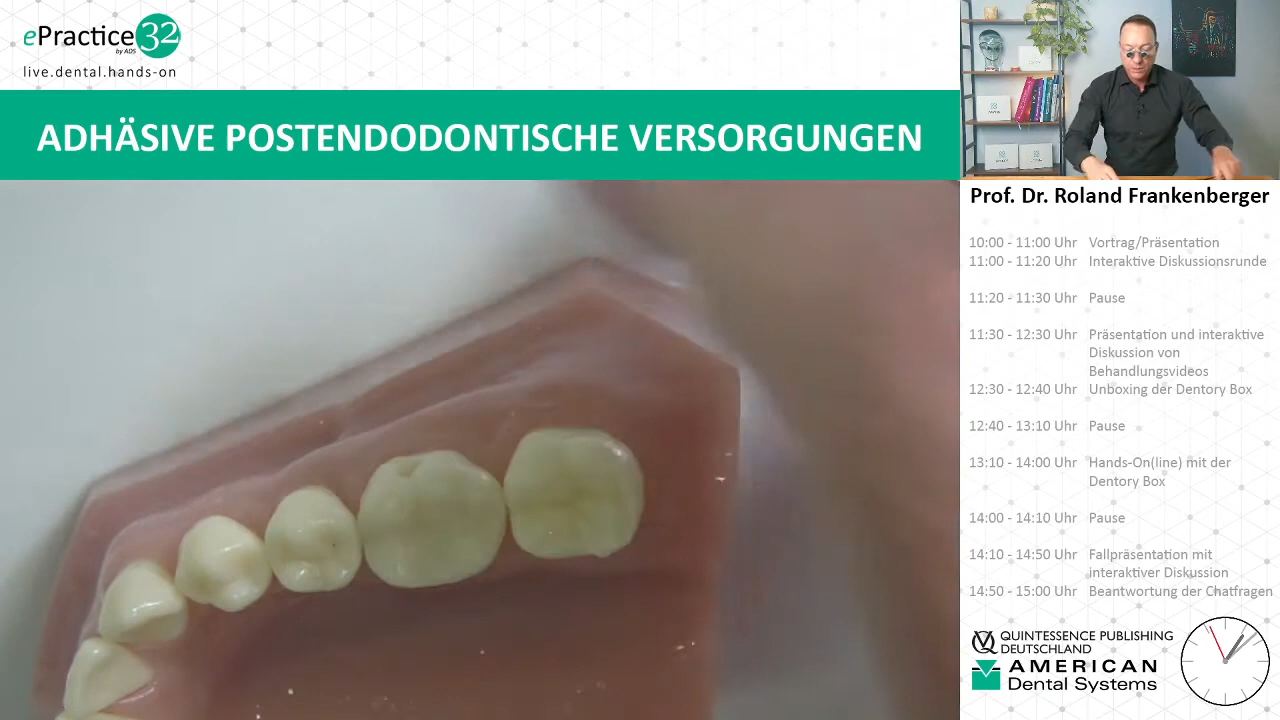 ePractice32
by ADS
live.dental.hands-on
ADHÄSIVE POSTENDODONTISCHE VERSORGUNGEN
Prof. Dr. Roland Frankenberger
10:00 - 11:00 Uhr Vortrag/Präsentation
11:00 - 11:20 Uhr Interaktive Diskussionsrunde
11:20 - 11:30 Uhr Pause
11:30 - 12:30 Uhr Präsentation und interaktive
Diskussion von
Behandlungsvideos
12:30 - 12:40 Uhr Unboxing der Dentory Box
12:40 - 13:10 Uhr Pause
13:10 - 14:00 Uhr Hands-On(line) mit der
Dentory Box
14:00 - 14:10 Uhr Pause
14:10 - 14:50 Uhr Fallpräsentation mit
interaktiver Diskussion
14:50 - 15:00 Uhr Beantwortung der Chatfragen
QUINTESSENCE PUBLISHING
DEUTSCHLAND
AMERICAN
Dental Systems